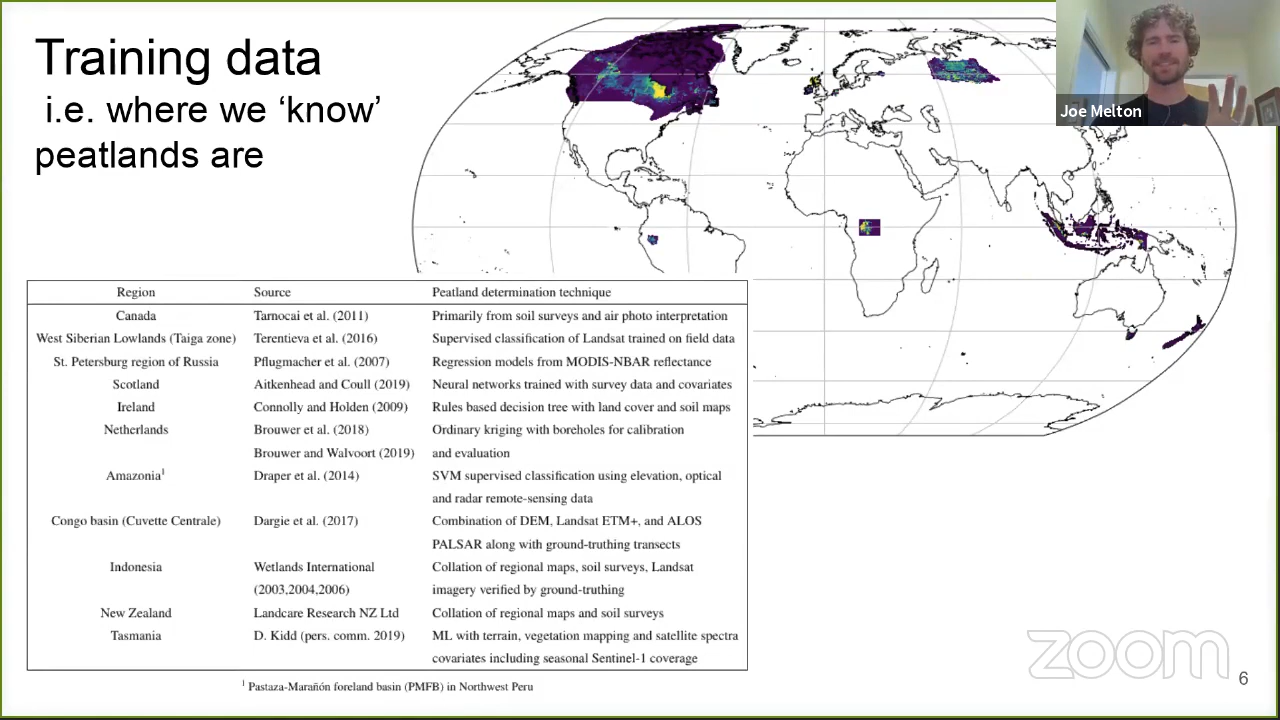 Training data
i.e. where we ‘know’
peatlands are
Joe Melton
Region Source Peatland determination technique
Canada Tarnocai et al. (2011) Primarily from soil surveys and air photo interpretation
West Siberian Lowlands (Taiga zone) Terentieva et al. (2016) Supervised classification of Landsat trained on field data
St. Petersburg region of Russia Pflugmacher et al. (2007) Regression models from MODIS-NBAR reflectance
Scotland Aitkenhead and Coull (2019) Neural networks trained with survey data and covariates
Ireland Connolly and Holden (2009) Rules based decision tree with land cover and soil maps
Netherlands Brouwer et al. (2018) Ordinary kriging with boreholes for calibration
Brouwer and Walvoort (2019) and evaluation
Amazonia¹ Draper et al. (2014) SVM supervised classification using elevation, optical
and radar remote-sensing data
Congo basin (Cuvette Centrale) Dargie et al. (2017) Combination of DEM, Landsat ETM+, and ALOS
PALSAR along with ground-truthing transects
Indonesia Wetlands International Collation of regional maps, soil surveys, Landsat
(2003,2004,2006) imagery verified by ground-truthing
New Zealand Landcare Research NZ Ltd Collation of regional maps and soil surveys
Tasmania D. Kidd (pers. comm. 2019) ML with terrain, vegetation mapping and satellite spectra
covariates including seasonal Sentinel-1 coverage
¹ Pastaza-Marañón foreland basin (PMFB) in Northwest Peru
zoom
6